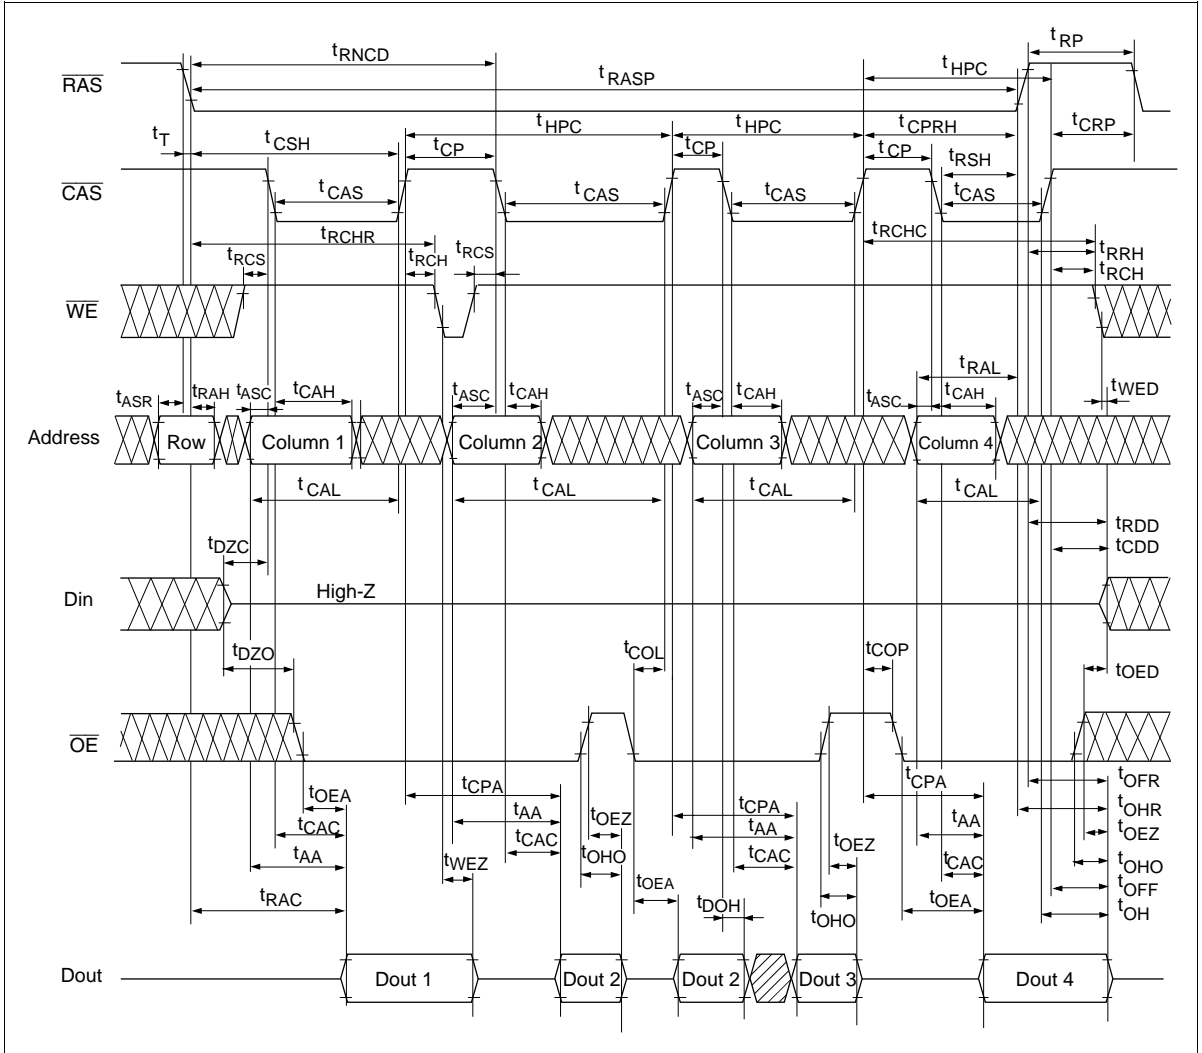 tRNCD
tRP
RAS
tRASP
tHPC
tT
tCSH
tHPC
tHPC
tCPRH
tCRP
tCP
tCP
tCP
tRSH
CAS
tCAS
tCAS
tCAS
tCAS
tRCHR
tRCHC
tRCS
tRCH
tRCS
tRRH
tRCH
WE
tRAL
tWED
tASR
tRAH
tASC
tCAH
tASC
tCAH
tASC
tCAH
tASC
tCAH
Address
Row
Column 1
Column 2
Column 3
Column 4
tCAL
tCAL
tCAL
tCAL
tRDD
tCDD
tDZC
Din
High-Z
tDZO
tCOL
tCOP
tOED
OE
tOEA
tCPA
tCPA
tCPA
tOFR
tCAC
tAA
tOEZ
tAA
tAA
tOHR
tOEZ
tAA
tWEZ
tCAC
tOHO
tCAC
tOEZ
tCAC
tOHO
tOEA
tOFF
tRAC
tDOH
tOHO
tOEA
tOH
Dout
Dout 1
Dout 2
Dout 2
Dout 3
Dout 4